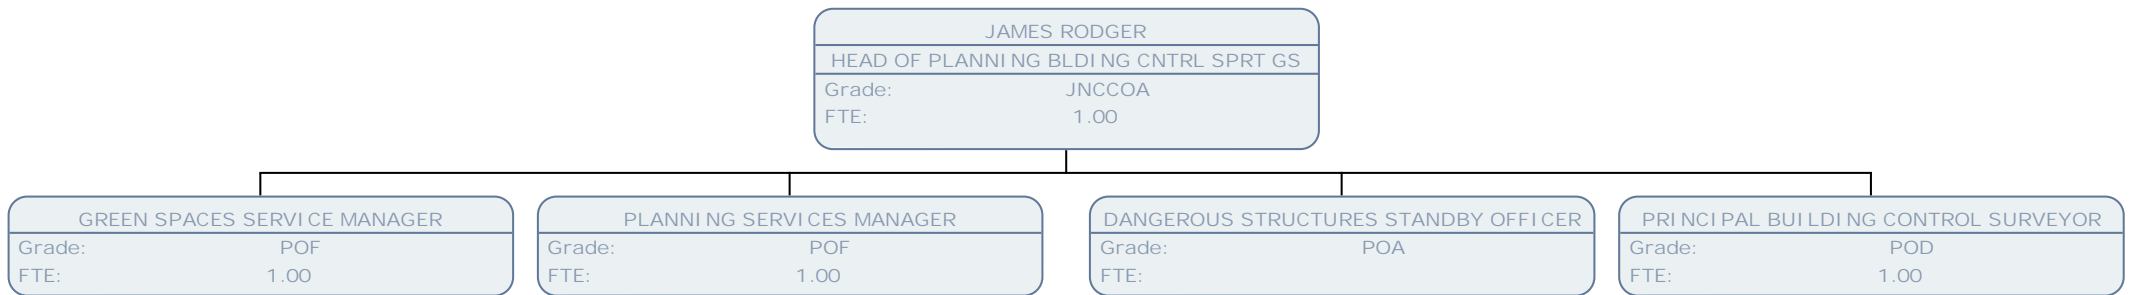 JAMES RODGER
HEAD OF PLANNING BLDING CNTRL SPRT GS
Grade: JNCCOA
FTE: 1.00
GREEN SPACES SERVICE MANAGER
Grade: POF
FTE: 1.00
PLANNING SERVICES MANAGER
Grade: POF
FTE: 1.00
DANGEROUS STRUCTURES STANDBY OFFICER
Grade: POA
FTE:
PRINCIPAL BUILDING CONTROL SURVEYOR
Grade: POD
FTE: 1.00